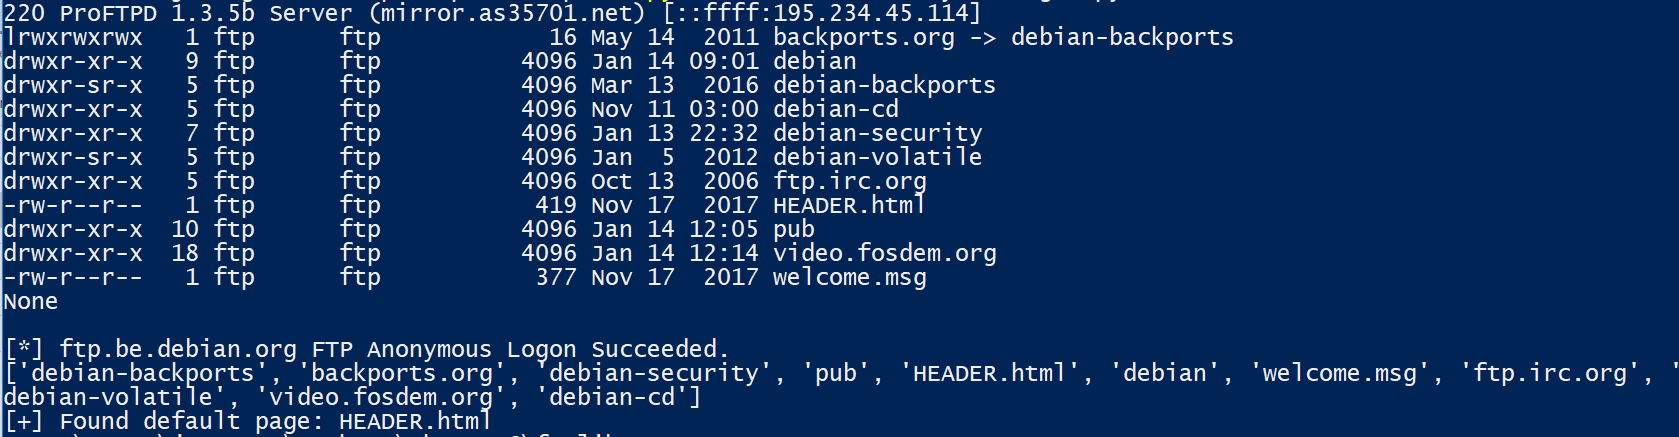 220 ProFTPD 1.3.5b Server (mirror.as35701.net) [::ffff:195.234.45.114]
lrwxrwxrwx   1 ftp      ftp            16 May 14  2011 backports.org -> debian-backports
drwxr-xr-x   9 ftp      ftp          4096 Jan 14 09:01 debian
drwxr-sr-x   5 ftp      ftp          4096 Mar 13  2016 debian-backports
drwxr-sr-x   5 ftp      ftp          4096 Nov 11 03:00 debian-cd
drwxr-xr-x   7 ftp      ftp          4096 Jan 13 22:32 debian-security
drwxr-sr-x   5 ftp      ftp          4096 Jan  5  2012 debian-volatile
drwxr-xr-x   5 ftp      ftp          4096 Oct 13  2006 ftp.irc.org
-rw-r--r--   1 ftp      ftp           419 Nov 17  2017 HEADER.html
drwxr-xr-x  10 ftp      ftp          4096 Jan 14 12:05 pub
drwxr-xr-x  18 ftp      ftp          4096 Jan 14 12:14 video.fosdem.org
-rw-r--r--   1 ftp      ftp           377 Nov 17  2017 welcome.msg
None
[*] ftp.be.debian.org FTP Anonymous Logon Succeeded.
['debian-backports', 'backports.org', 'debian-security', 'pub', 'HEADER.html', 'debian', 'welcome.msg', 'ftp.irc.org', '
debian-volatile', 'video.fosdem.org', 'debian-cd']
[+] Found default page: HEADER.html